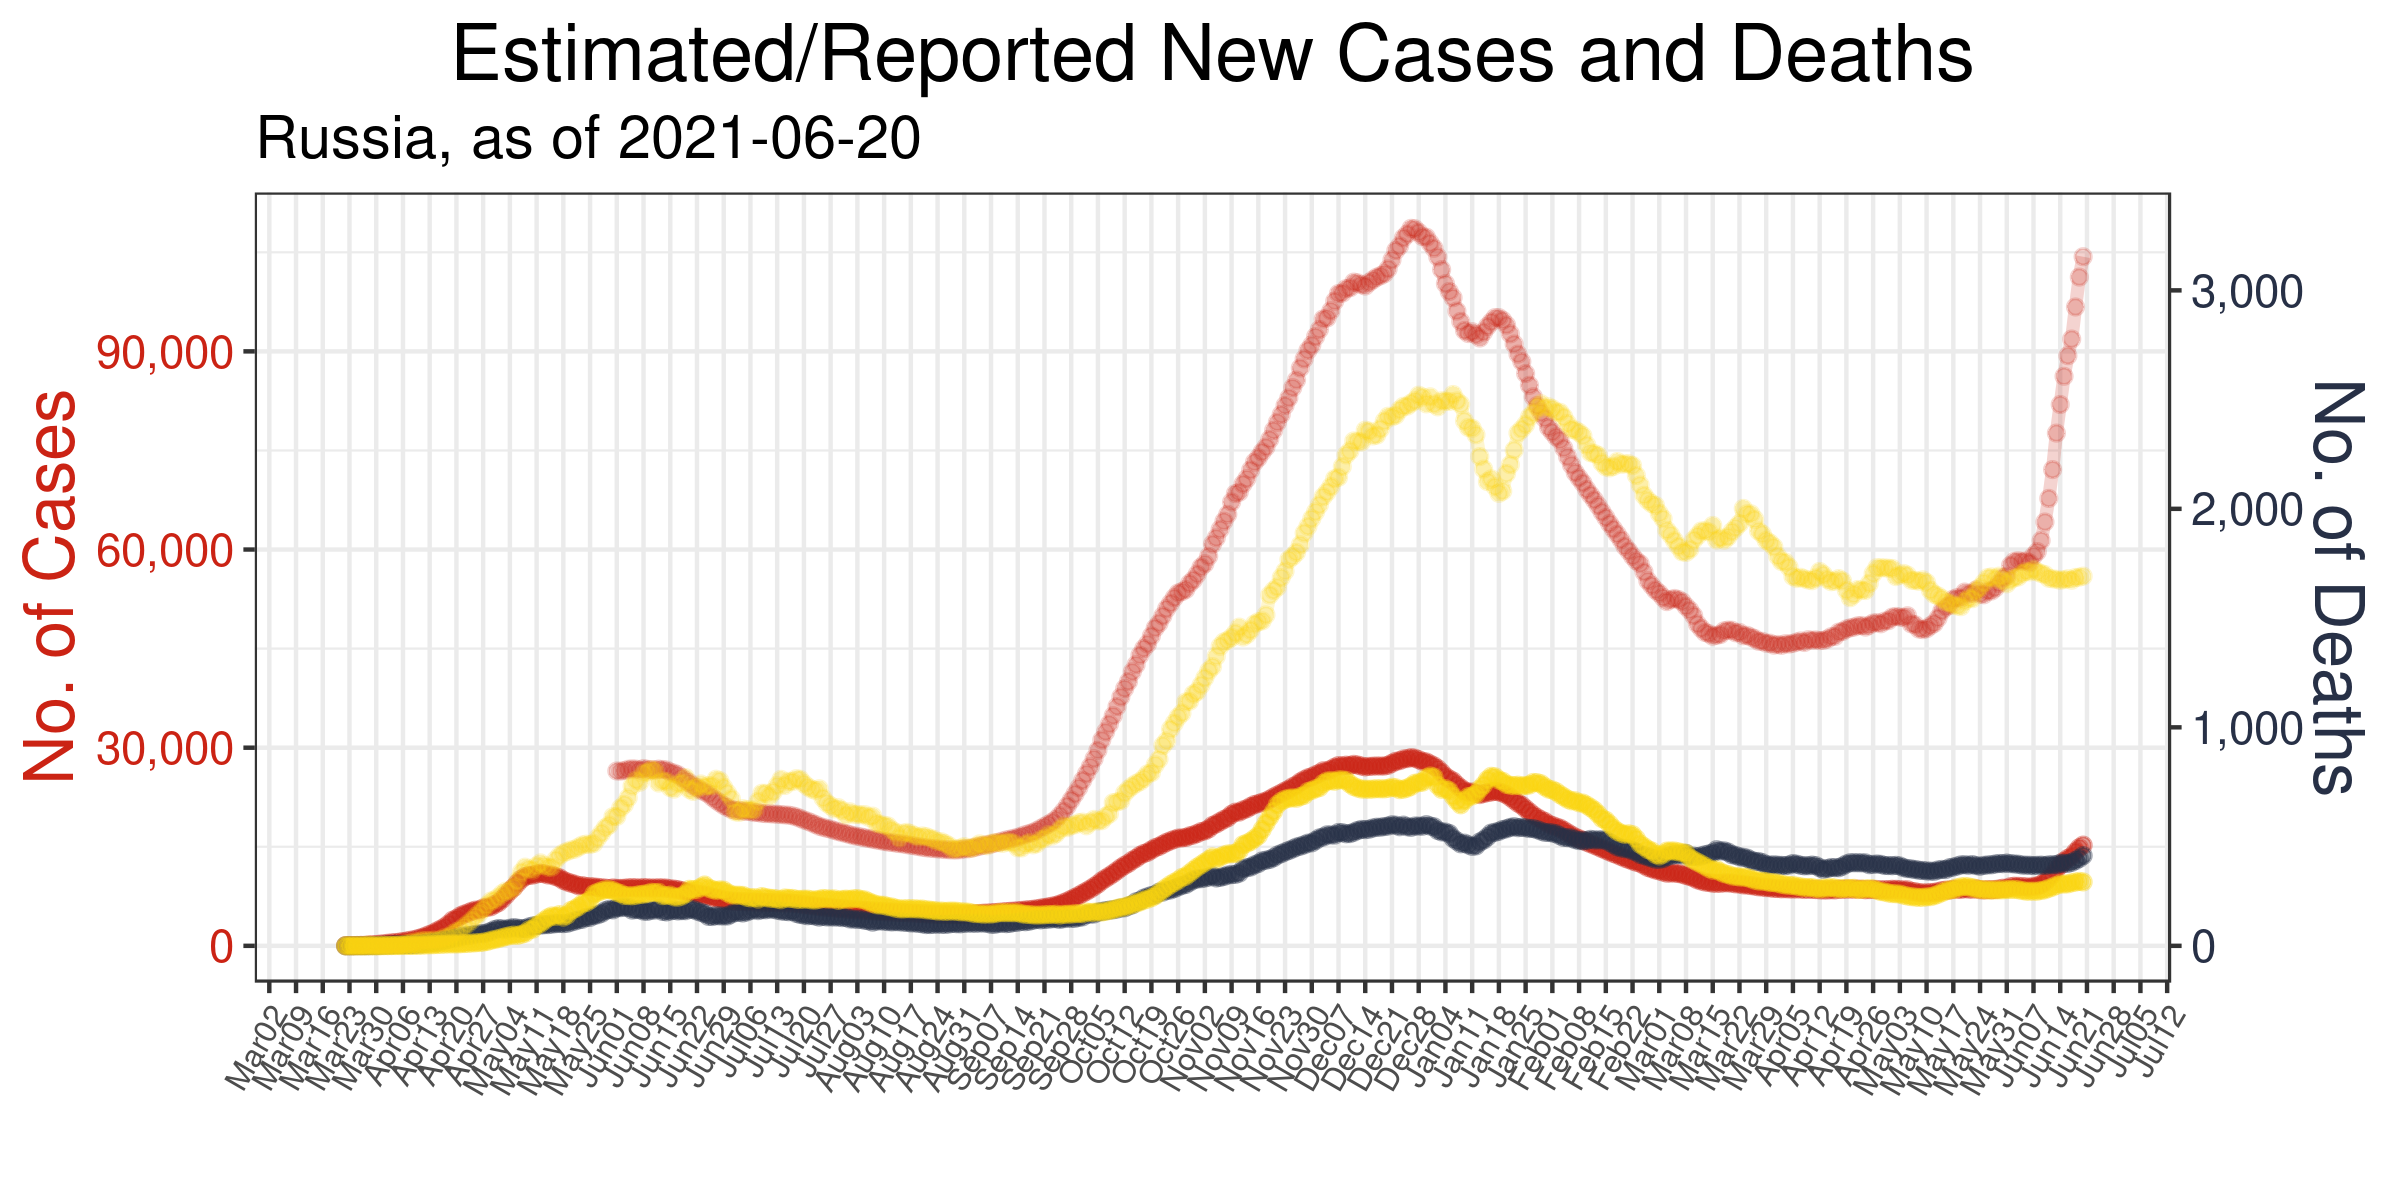 Estimated/Reported New Cases and Deaths
Russia, as of 2021-06-20
No. of Cases
90,000
60,000
30,000
0
3,000
2,000
1,000
0
No. of Deaths
Mar02
Mar09
Mar16
Mar23
Mar30
Apr06
Apr13
Apr20
Apr27
May04
May11
May18
May25
Jun01
Jun08
Jun15
Jun22
Jun29
Jul06
Jul13
Jul20
Jul27
Aug03
Aug10
Aug17
Aug24
Aug31
Sep07
Sep14
Sep21
Sep28
Oct05
Oct12
Oct19
Oct26
Nov02
Nov09
Nov16
Nov23
Nov30
Dec07
Dec14
Dec21
Dec28
Jan04
Jan11
Jan18
Jan25
Feb01
Feb08
Feb15
Feb22
Mar01
Mar08
Mar15
Mar22
Mar29
Apr05
Apr12
Apr19
Apr26
May03
May10
May17
May24
May31
Jun07
Jun14
Jun21
Jun28
Jul05
Jul12